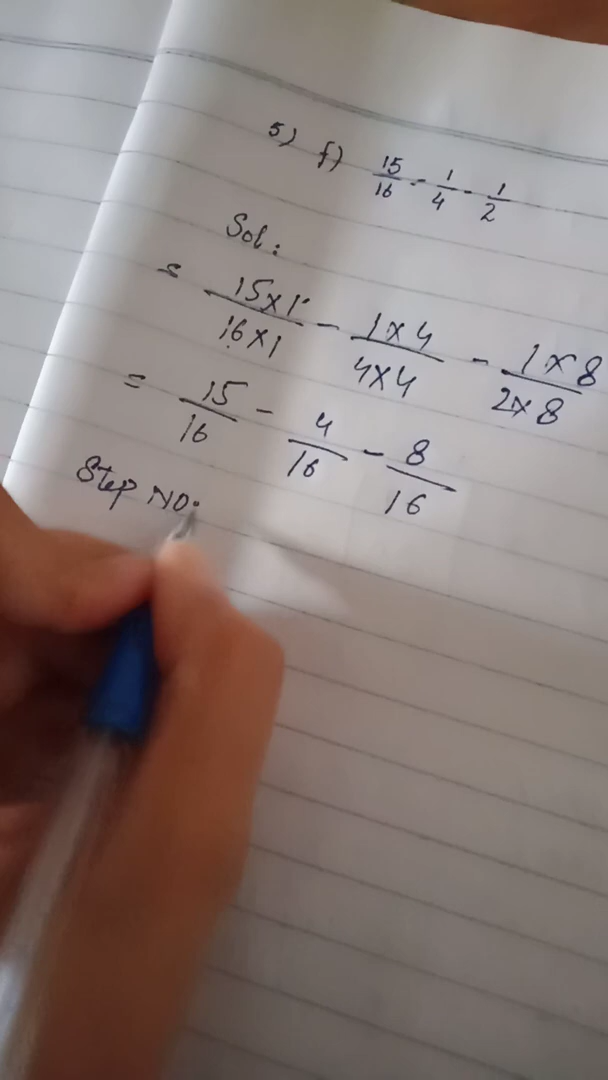 5) f) 15/16 - 1/4 - 1/2
Sol:
= 15×1/16×1 - 1×4/4×4 - 1×8/2×8
= 15/16 - 4/16 - 8/16
Step NO: